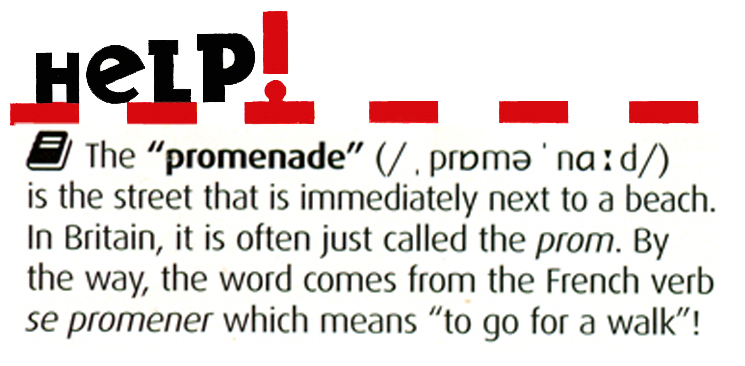 HeLP!
The “promenade” (/ˌprɒmə ˈnɑːd/)
is the street that is immediately next to a beach.
In Britain, it is often just called the prom. By
the way, the word comes from the French verb
se promener which means “to go for a walk”!